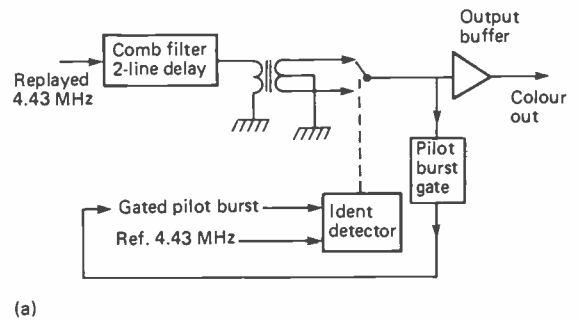 Output
buffer
Comb filter
2-line delay
Replayed
4.43 MHz
Colour
out
Pilot
burst
gate
Gated pilot burst
Ident
detector
Ref. 4.43 MHz
(a)